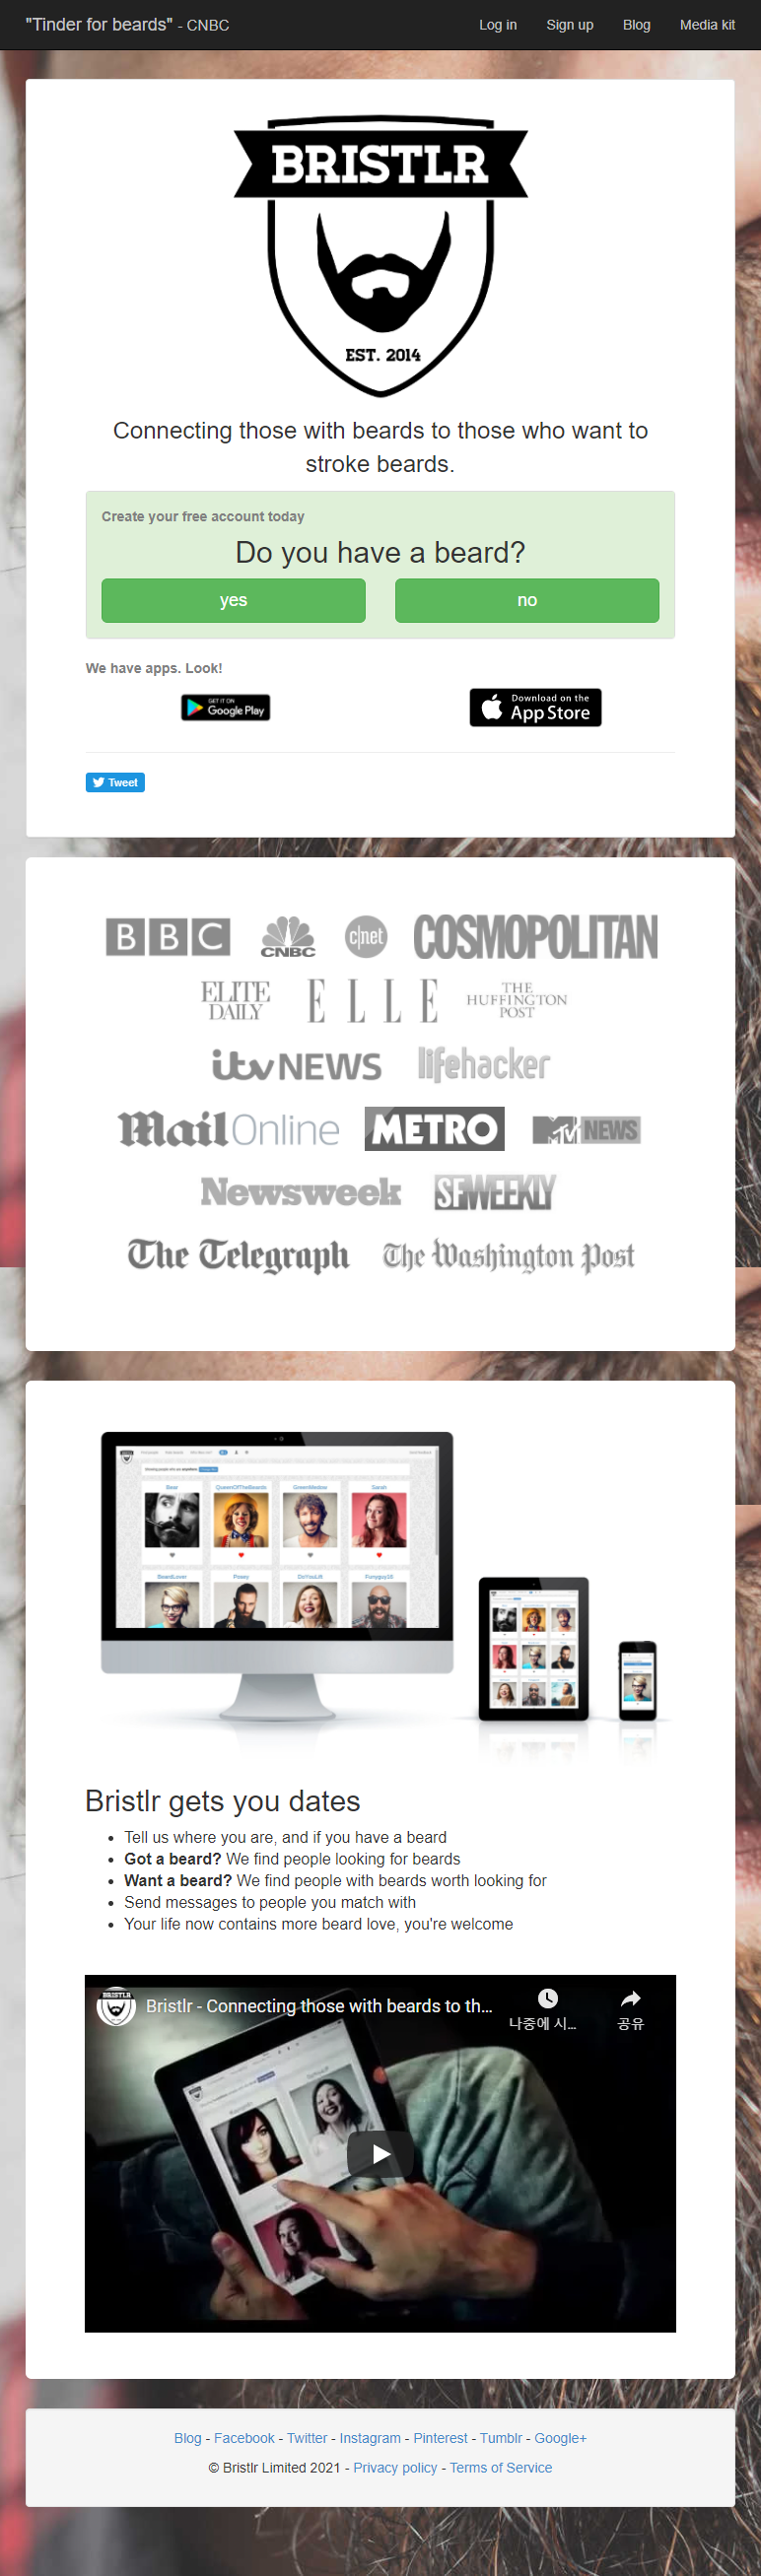 "Tinder for beards" - CNBC
Log in
Sign up
Blog
Media kit
BRISTLR
EST. 2014
Connecting those with beards to those who want to
stroke beards.
Create your free account today
Do you have a beard?
yes
no
We have apps. Look!
GET IT ON
Google Play
Download on the
App Store
Tweet
BBC
CNBC
c|net
COSMOPOLITAN
ELITE
DAILY
ELLE
THE
HUFFINGTON
POST
itv NEWS
lifehacker
Mail Online
METRO
MTV NEWS
Newsweek
SF WEEKLY
The Telegraph
The Washington Post
Bear
QueenOfTheBeards
GreenMeadow
Sarah
BeardLover
Posey
DoYouLift
Furryguy38
Bristlr gets you dates
Tell us where you are, and if you have a beard
Got a beard? We find people looking for beards
Want a beard? We find people with beards worth looking for
Send messages to people you match with
Your life now contains more beard love, you're welcome
BRISTLR
Bristlr - Connecting those with beards to th...
나중에 시...
공유
Blog - Facebook - Twitter - Instagram - Pinterest - Tumblr - Google+
© Bristlr Limited 2021 - Privacy policy - Terms of Service